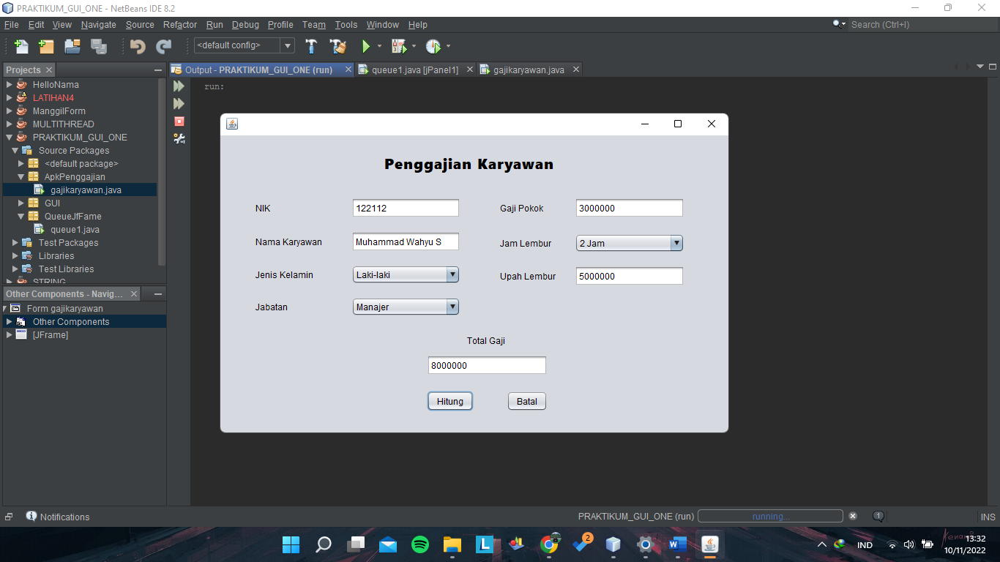 PRAKTIKUM_GUI_ONE - NetBeans IDE 8.2
File Edit View Navigate Source Refactor Run Debug Profile Team Tools Window Help
Search (Ctrl+I)
<default config>
Projects
Output - PRAKTIKUM_GUI_ONE (run)
queue1.java [jPanel1]
gajikaryawan.java
HelloNama
LATIHAN4
ManggilForm
MULTITHREAD
PRAKTIKUM_GUI_ONE
Source Packages
<default package>
ApkPenggajian
gajikaryawan.java
GUI
QueueJfFame
queue1.java
Test Packages
Libraries
Test Libraries
STRING
Other Components - Navig...
Form gajikaryawan
Other Components
[JFrame]
run:
Penggajian Karyawan
NIK 122112 Gaji Pokok 3000000
Nama Karyawan Muhammad Wahyu S Jam Lembur 2 Jam
Jenis Kelamin Laki-laki Upah Lembur 5000000
Jabatan Manajer
Total Gaji
8000000
Hitung Batal
Notifications
PRAKTIKUM_GUI_ONE (run) running...
1
INS
L
2
IND
13:32
10/11/2022